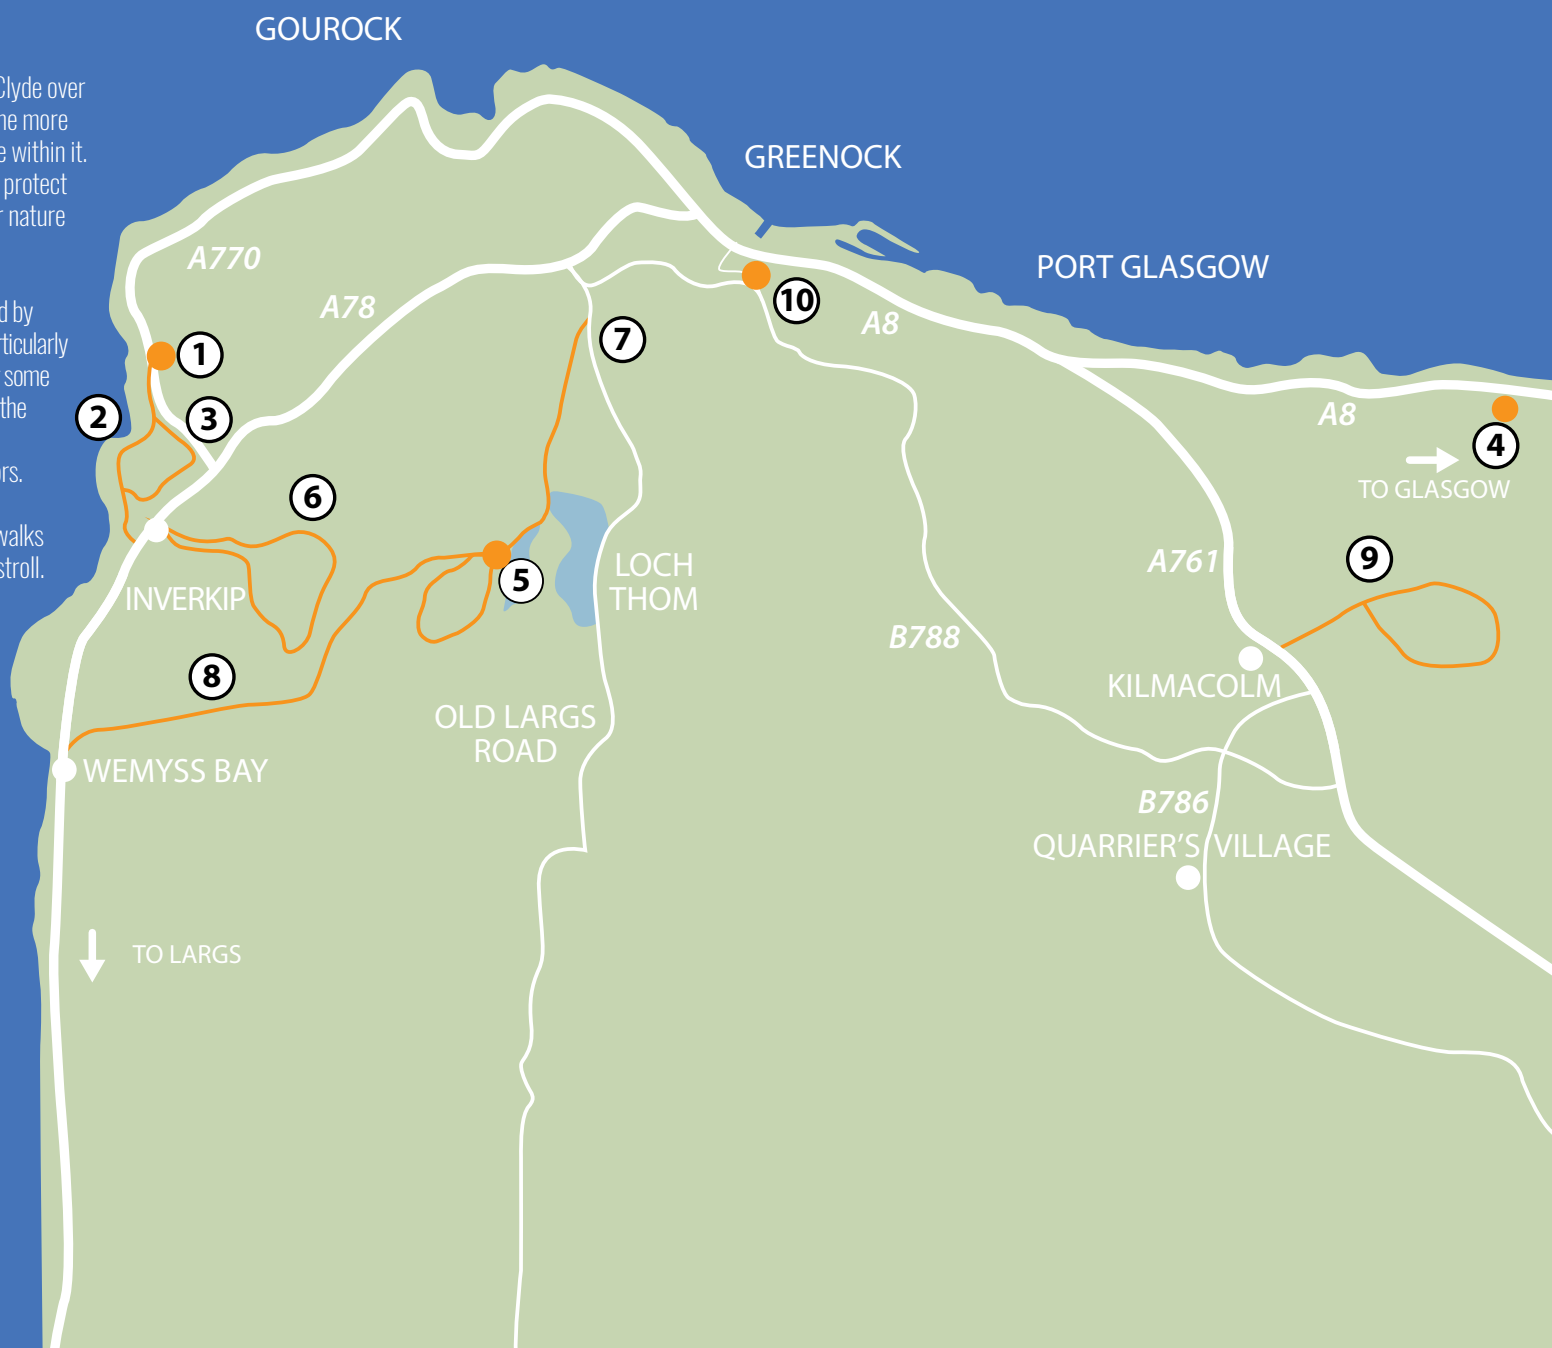 GOUROCK
Clyde over
ne more
e within it.
protect
r nature
d by
rticularly
some
the
ors.
walks
stroll.
GREENOCK
PORT GLASGOW
A770
A78
A8
A8
TO GLASGOW
A761
B788
B786
1
2
3
4
5
6
7
8
9
10
INVERKIP
LOCH
THOM
OLD LARGS
ROAD
WEMYSS BAY
KILMACOLM
QUARRIER'S VILLAGE
TO LARGS